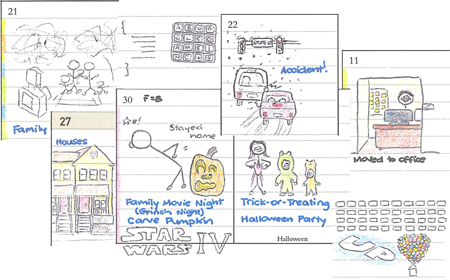 21
Family
22
Accident!
11
Moved to office
27
Houses
30
Stayed
home
Family Movie Night
(Grinch Night)
Carve Pumpkin
STAR
WARS IV
Trick-or-Treating
Halloween Party
Halloween
UP